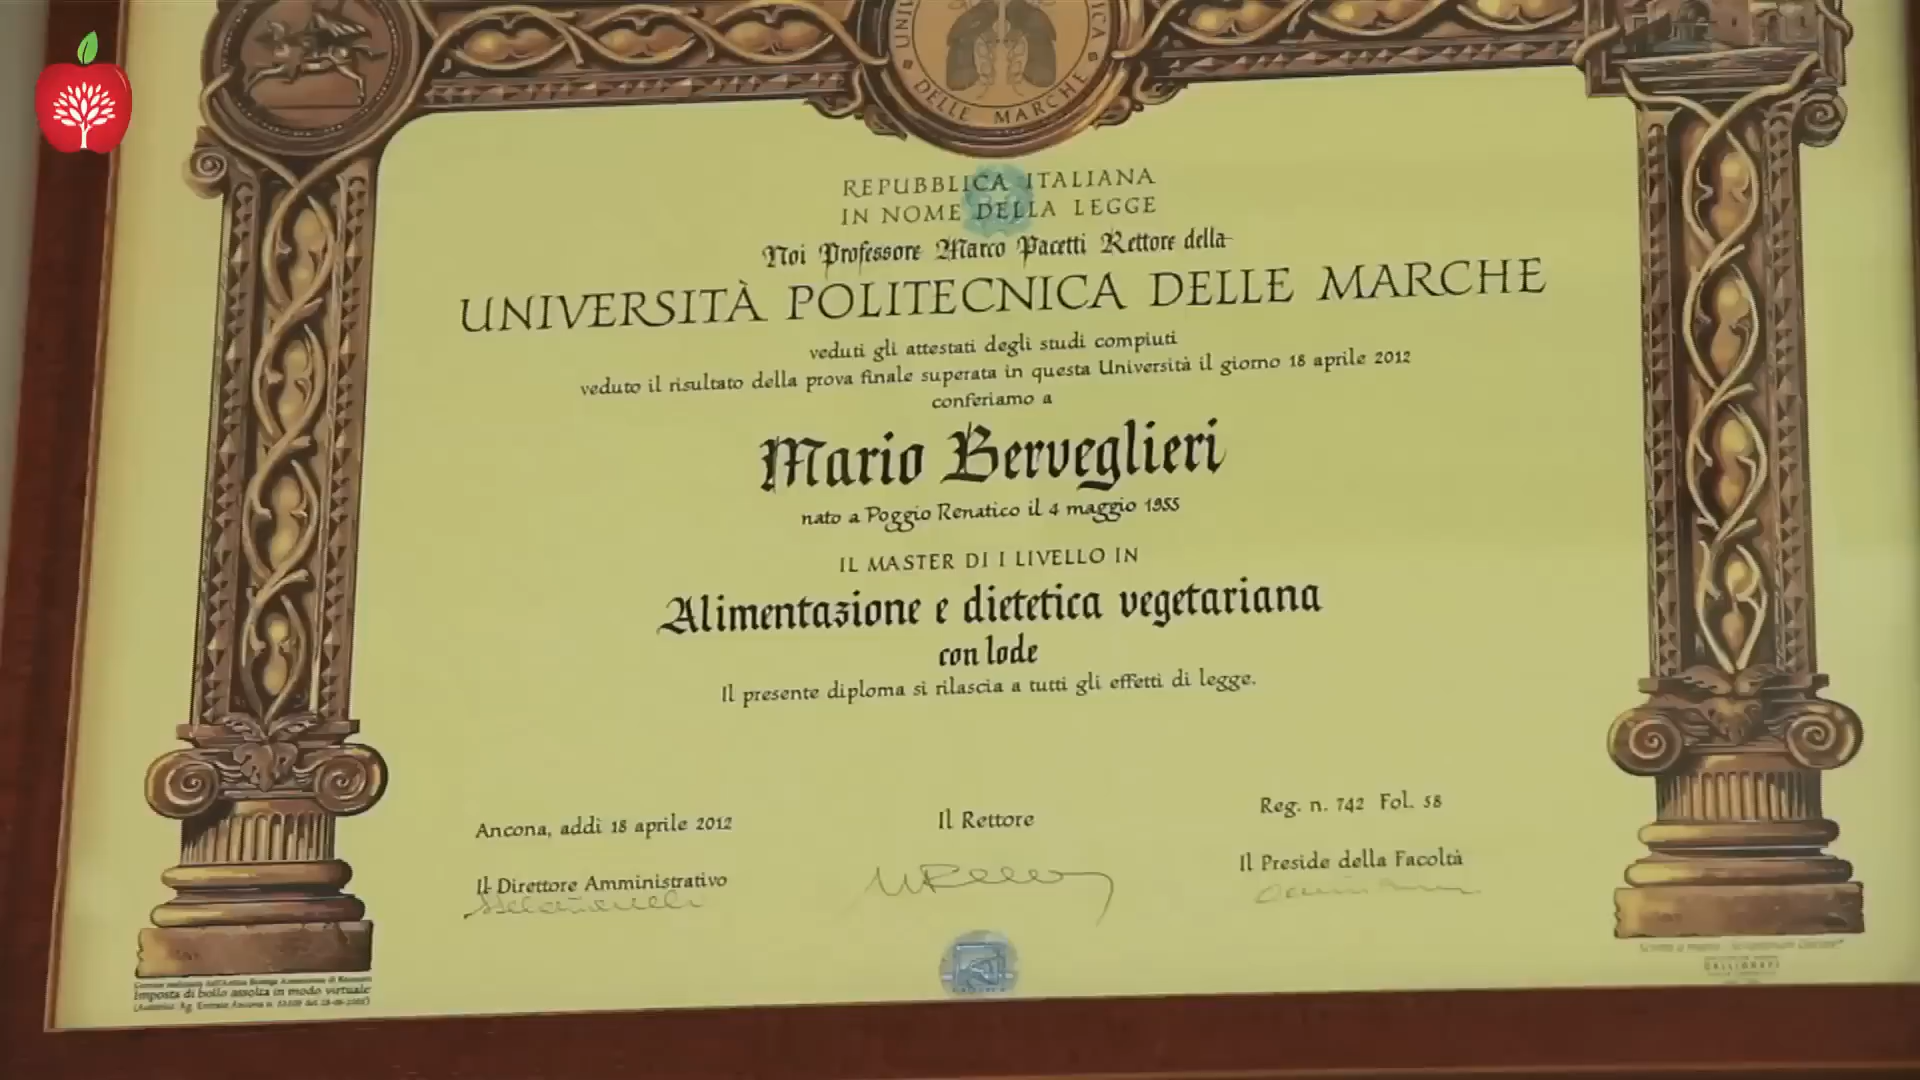 DELLE MARCHE
REPUBBLICA ITALIANA
IN NOME DELLA LEGGE
Noi Professore Marco Pacetti Rettore della
UNIVERSITÀ POLITECNICA DELLE MARCHE
veduti gli attestati degli studi compiuti
veduto il risultato della prova finale superata in questa Università il giorno 18 aprile 2012
conferiamo a
Mario Berveglieri
nato a Poggio Renatico il 4 maggio 1955
IL MASTER DI I LIVELLO IN
Alimentazione e dietetica vegetariana
con lode
Il presente diploma si rilascia a tutti gli effetti di legge.
Ancona, addì 18 aprile 2012
Il Rettore
Reg. n. 742 Fol. 58
Il Direttore Amministrativo
Il Preside della Facoltà
Imposta di bollo assolta in modo virtuale